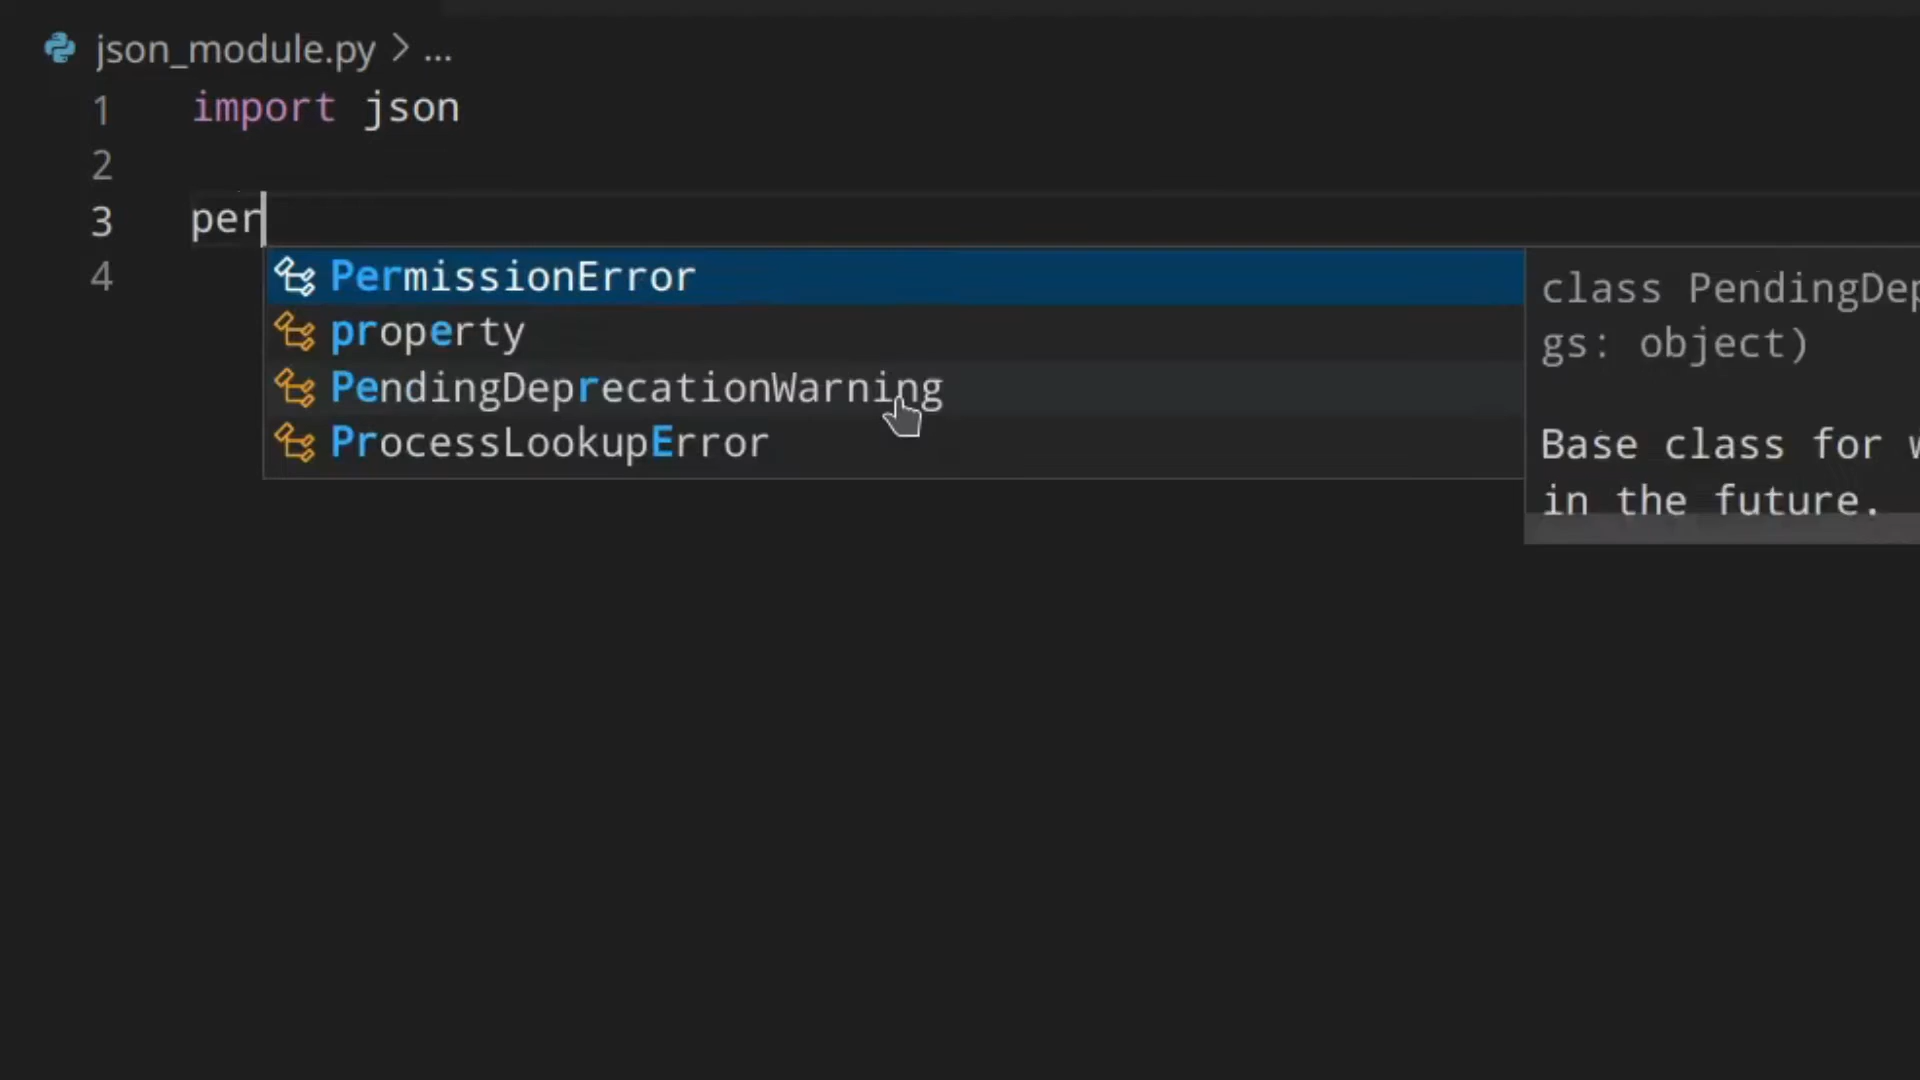 json_module.py > ...
1 import json
2
3 per
4
PermissionError
property
PendingDeprecationWarning
ProcessLookupError
class PendingDep
gs: object)
Base class for w
in the future.